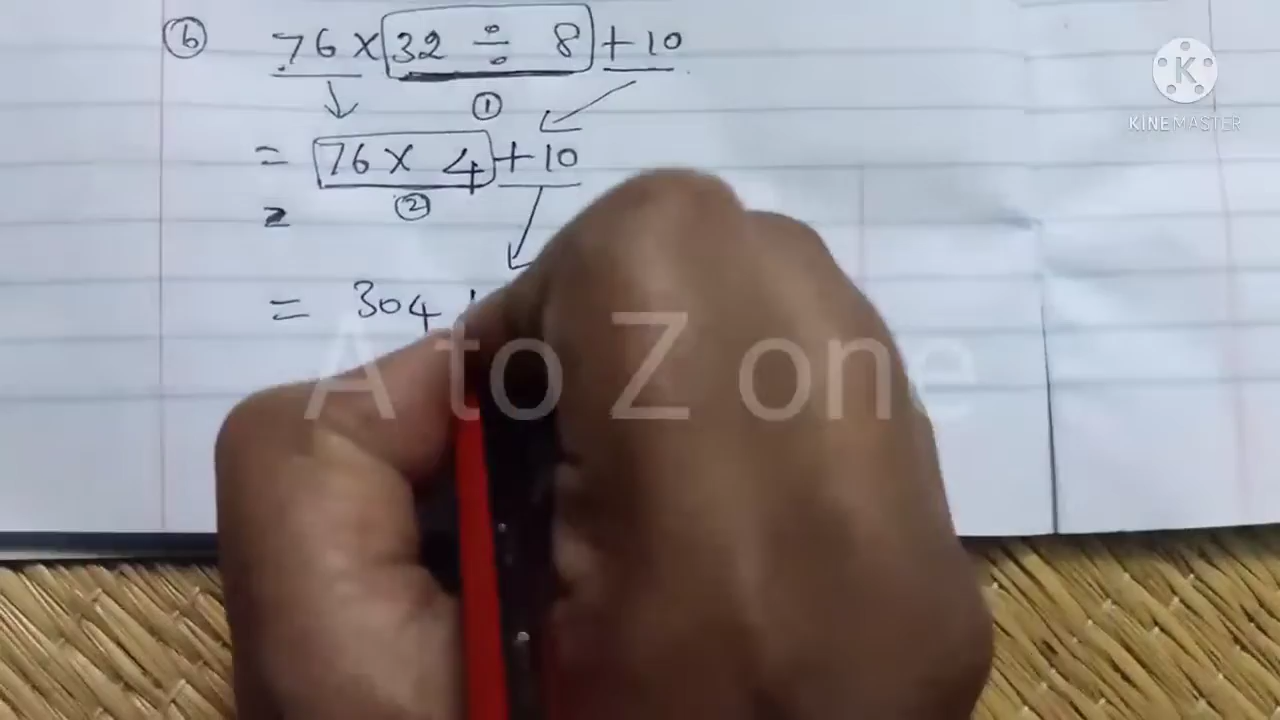 6 76 × 32 ÷ 8 + 10
1
= 76 × 4 + 10
= 2
= 304
A to Z one
K
KINEMASTER